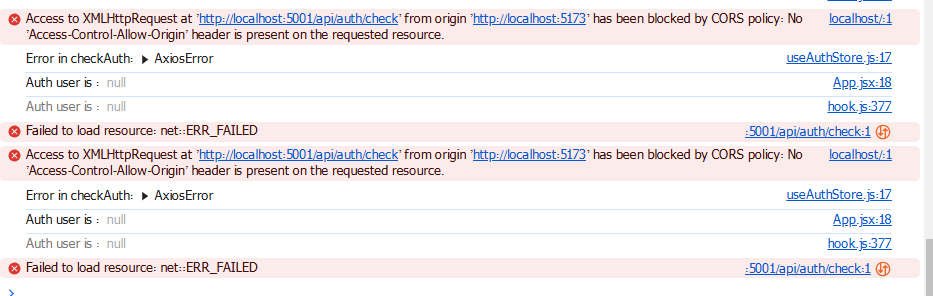 Access to XMLHttpRequest at 'http://localhost:5001/api/auth/check' from origin 'http://localhost:5173' has been blocked by CORS policy: No localhost/:1
'Access-Control-Allow-Origin' header is present on the requested resource.
Error in checkAuth: ▶ AxiosError useAuthStore.js:17
Auth user is : null App.jsx:18
Auth user is : null hook.js:377
Failed to load resource: net::ERR_FAILED :5001/api/auth/check:1
Access to XMLHttpRequest at 'http://localhost:5001/api/auth/check' from origin 'http://localhost:5173' has been blocked by CORS policy: No localhost/:1
'Access-Control-Allow-Origin' header is present on the requested resource.
Error in checkAuth: ▶ AxiosError useAuthStore.js:17
Auth user is : null App.jsx:18
Auth user is : null hook.js:377
Failed to load resource: net::ERR_FAILED :5001/api/auth/check:1